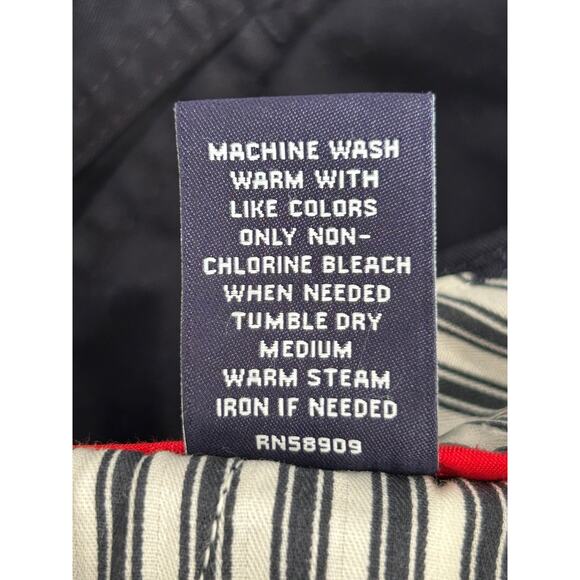 MACHINE WASH
WARM WITH
LIKE COLORS
ONLY NON-
CHLORINE BLEACH
WHEN NEEDED
TUMBLE DRY
MEDIUM
WARM STEAM
IRON IF NEEDED
RN58909